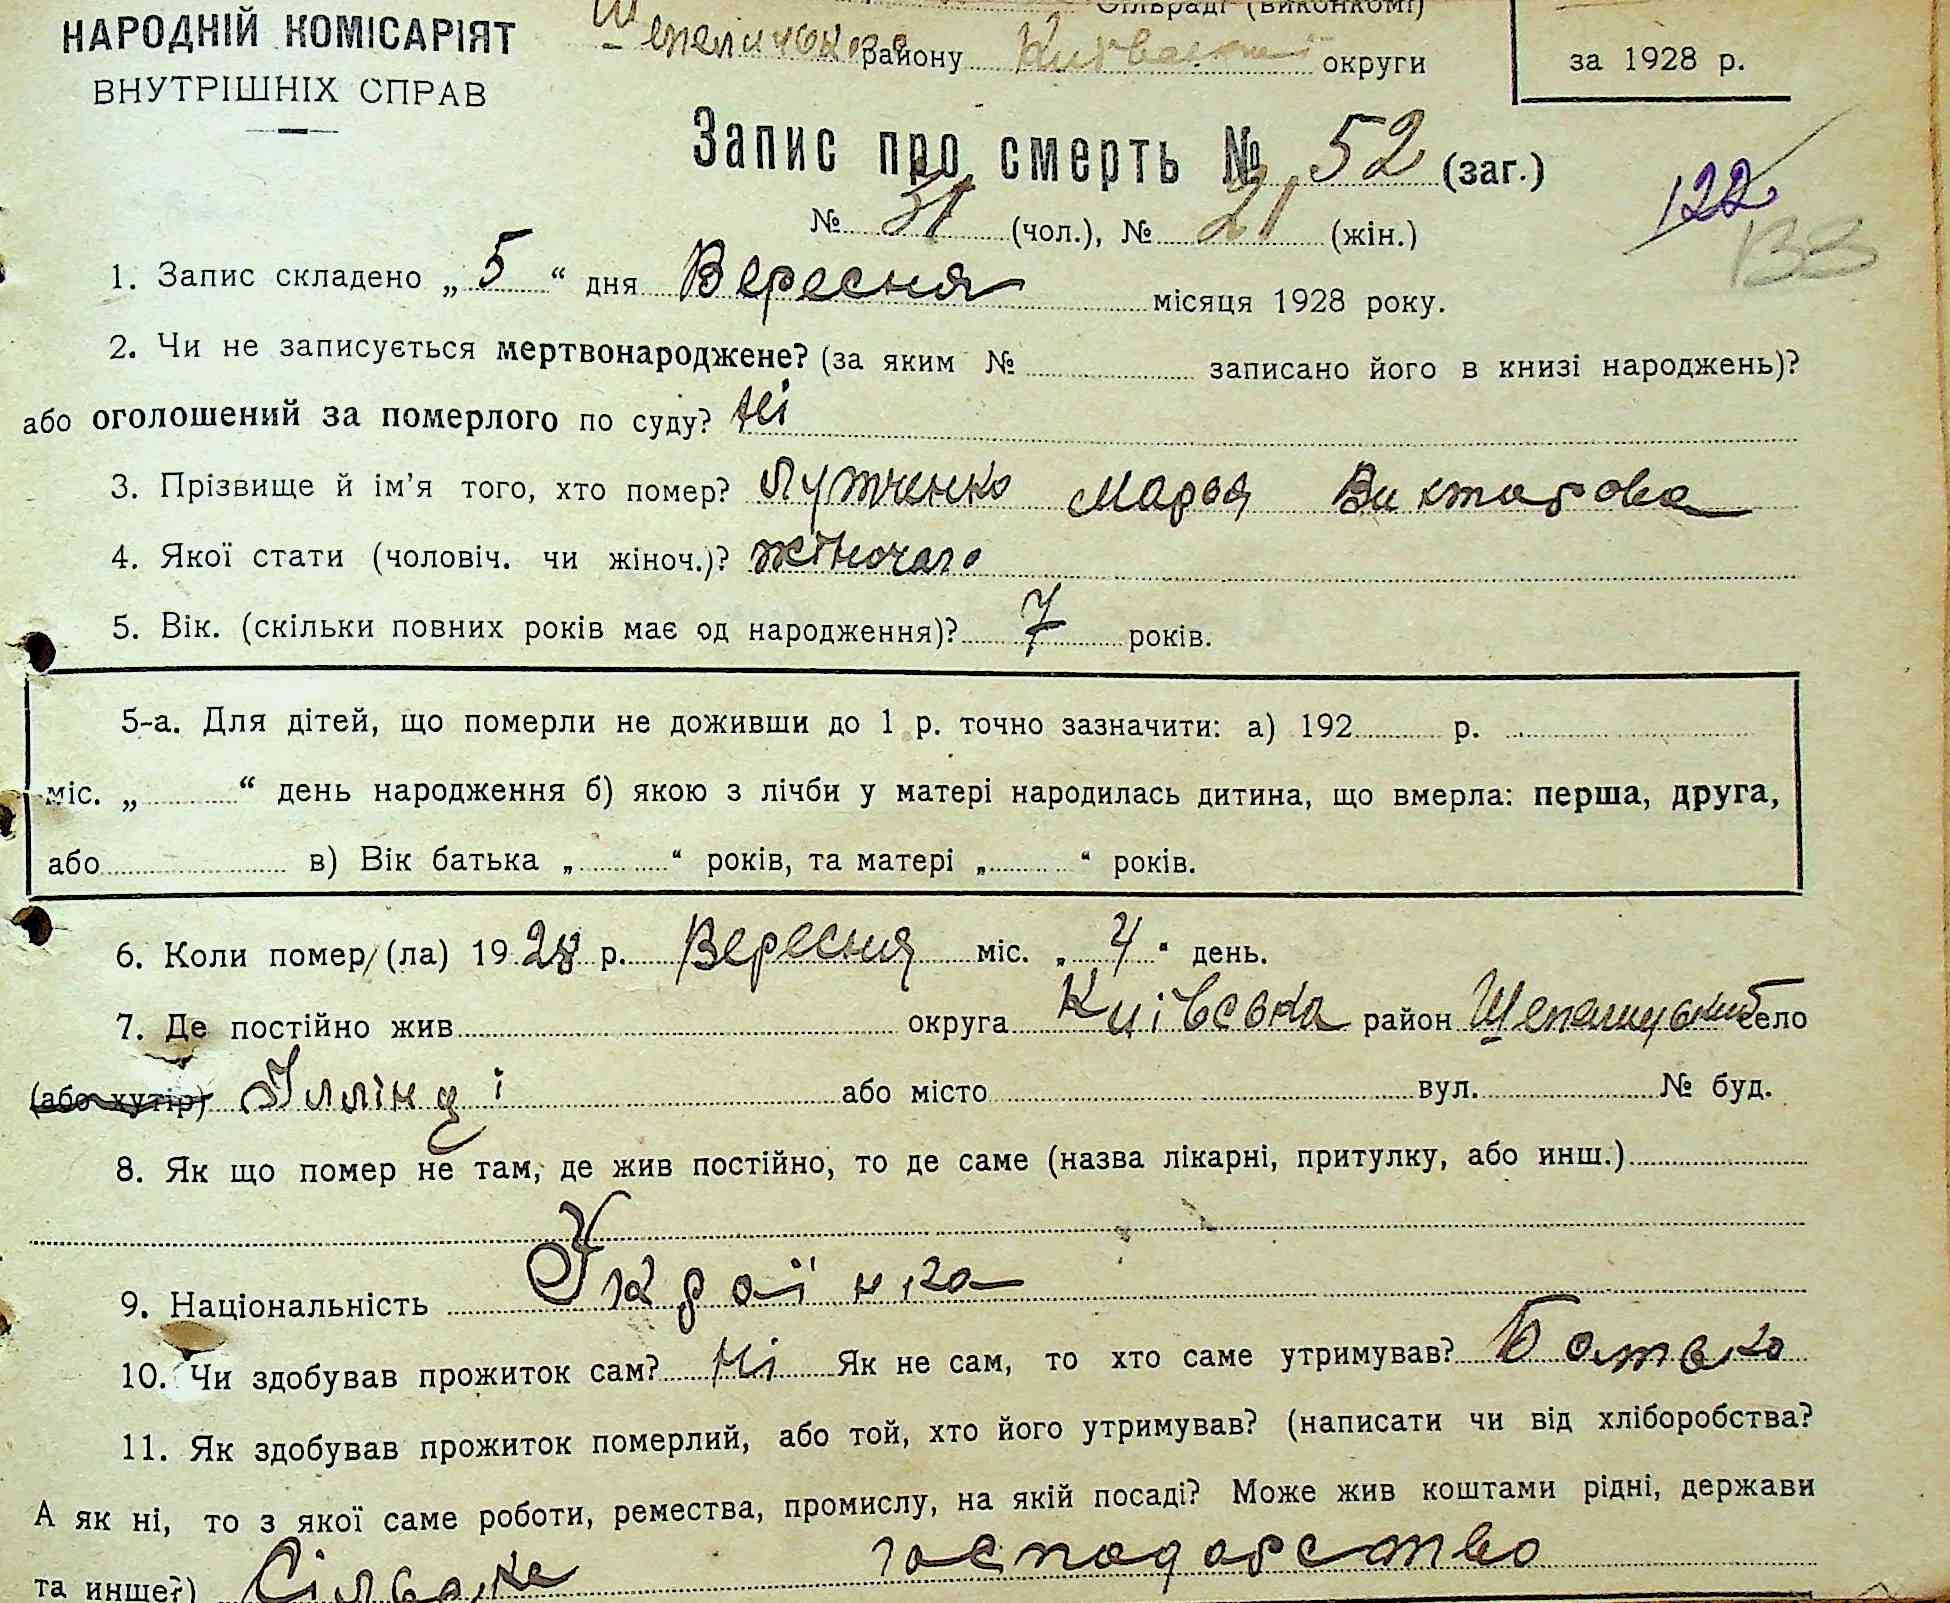 НАРОДНІЙ КОМІСАРІЯТ
ВНУТРІШНІХ СПРАВ
Сільраді (виконкомі)
району округи
за 1928 р.
Запис про смерть № 52 (заг.)
№ 31 (чол.), № 21 (жін.)
122
133
1. Запис складено „ 5 “ дня Вересня місяця 1928 року.
2. Чи не записується мертвонароджене? (за яким № записано його в книзі народжень)?
або оголошений за померлого по суду? Ні
3. Прізвище й ім’я того, хто помер? Марья Викторова
4. Якої стати (чоловіч. чи жіноч.)? жіночаго
5. Вік. (скільки повних років має од народження)? 7 років.
5-а. Для дітей, що померли не доживши до 1 р. точно зазначити: а) 192 р.
міс. „ “ день народження б) якою з лічби у матері народилась дитина, що вмерла: перша, друга,
або в) Вік батька „ “ років, та матері „ “ років.
6. Коли помер (ла) 1928 р. Вересня міс. „ 4 “ день.
7. Де постійно жив округа район село
(або хутір) Іллінці або місто вул. № буд.
8. Як що помер не там, де жив постійно, то де саме (назва лікарні, притулку, або инш.)
9. Національність Українка
10. Чи здобував прожиток сам? Ні Як не сам, то хто саме утримував? Батько
11. Як здобував прожиток померлий, або той, хто його утримував? (написати чи від хліборобства?
А як ні, то з якої саме роботи, ремества, промислу, на якій посаді? Може жив коштами рідні, держави
та инше?) Сільське господарство